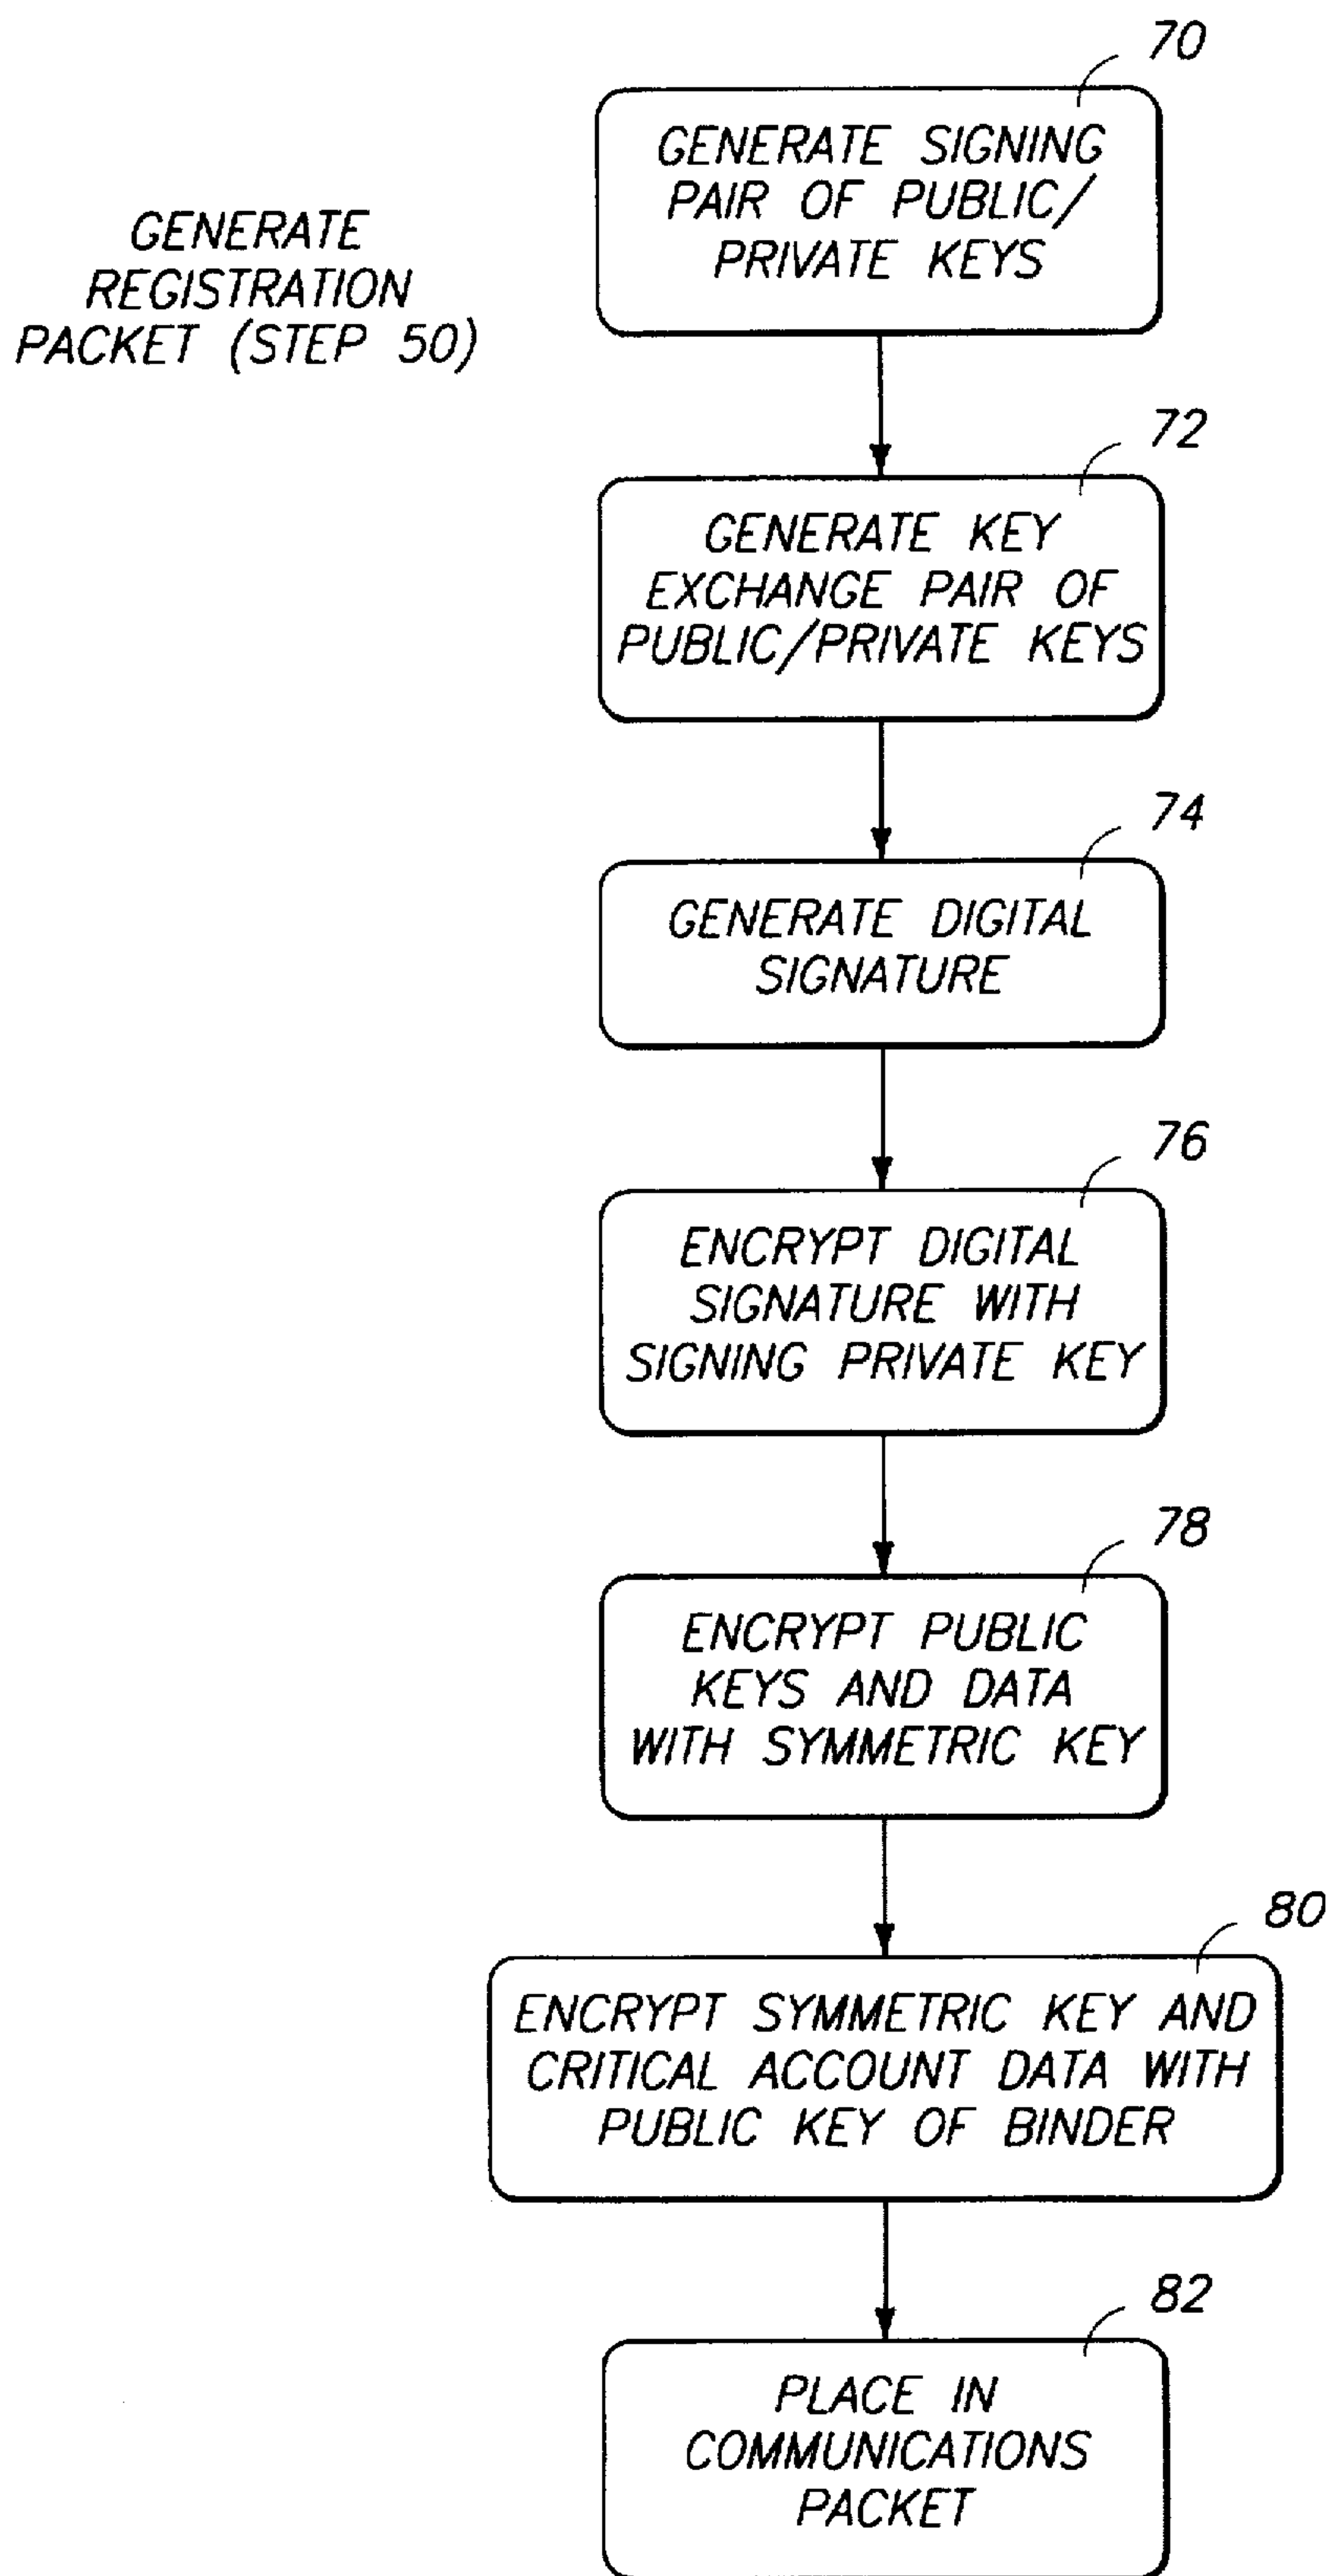 70
GENERATE SIGNING
PAIR OF PUBLIC/
PRIVATE KEYS
GENERATE
REGISTRATION
PACKET (STEP 50)
72
GENERATE KEY
EXCHANGE PAIR OF
PUBLIC/PRIVATE KEYS
74
GENERATE DIGITAL
SIGNATURE
76
ENCRYPT DIGITAL
SIGNATURE WITH
SIGNING PRIVATE KEY
78
ENCRYPT PUBLIC
KEYS AND DATA
WITH SYMMETRIC KEY
80
ENCRYPT SYMMETRIC KEY AND
CRITICAL ACCOUNT DATA WITH
PUBLIC KEY OF BINDER
82
PLACE IN
COMMUNICATIONS
PACKET